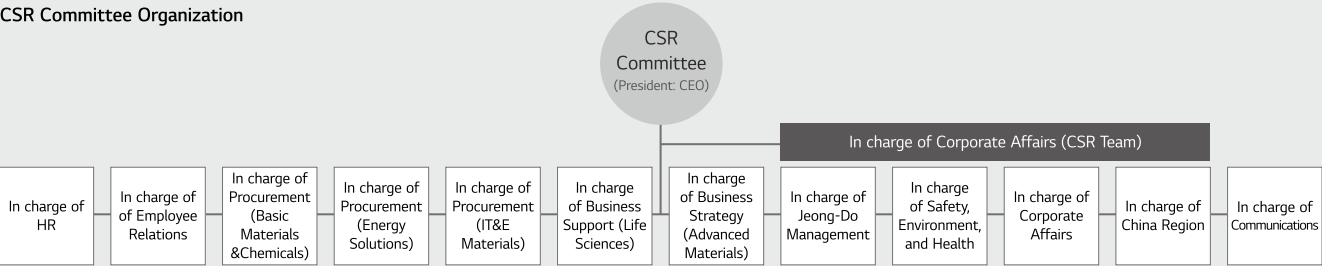 CSR Committee Organization
CSR
Committee
(President: CEO)
In charge of Corporate Affairs (CSR Team)
In charge of
HR
In charge of
of Employee
Relations
In charge of
Procurement
(Basic
Materials
&Chemicals)
In charge of
Procurement
(Energy
Solutions)
In charge of
Procurement
(IT&E
Materials)
In charge
of Business
Support (Life
Sciences)
In charge
of Business
Strategy
(Advanced
Materials)
In charge of
Jeong-Do
Management
In charge
of Safety,
Environment,
and Health
In charge of
Corporate
Affairs
In charge of
China Region
In charge of
Communications